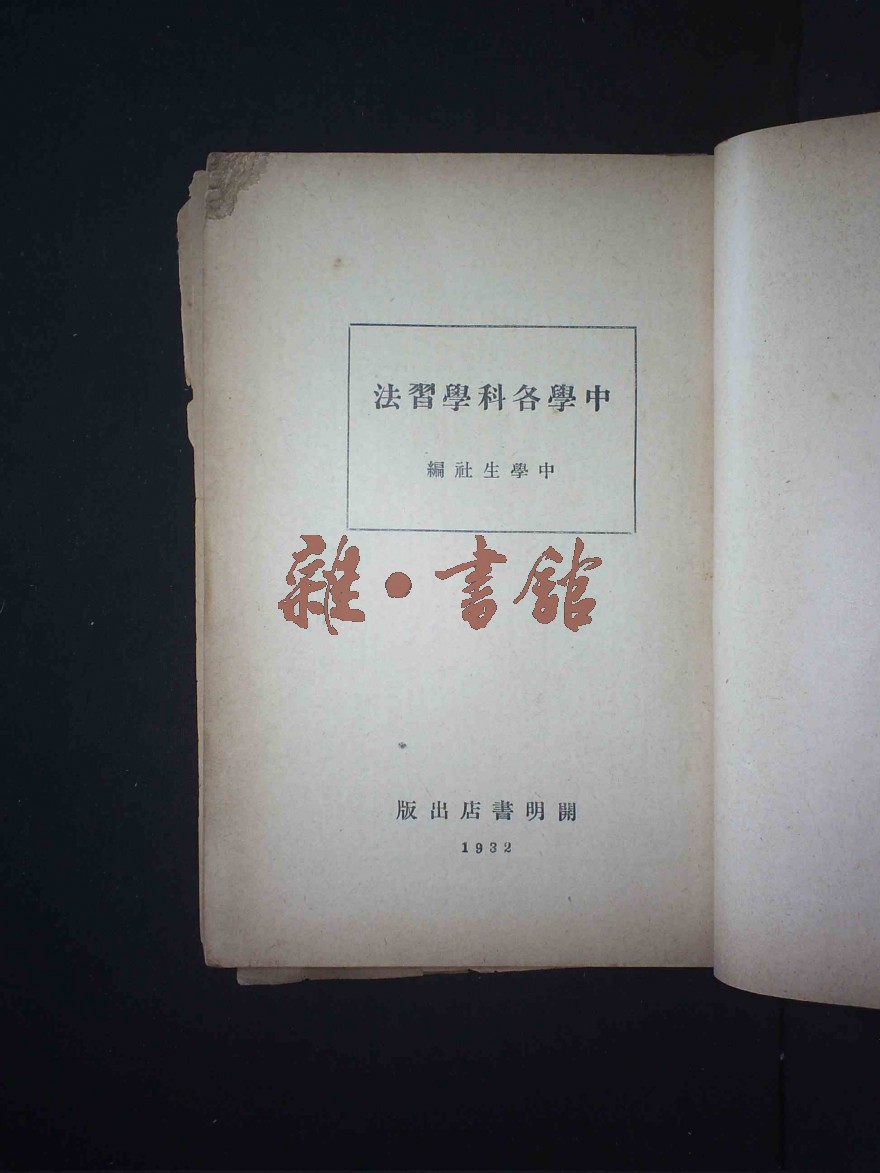 中學各科學習法
中學生社編
雜·書館
開明書店出版
1932